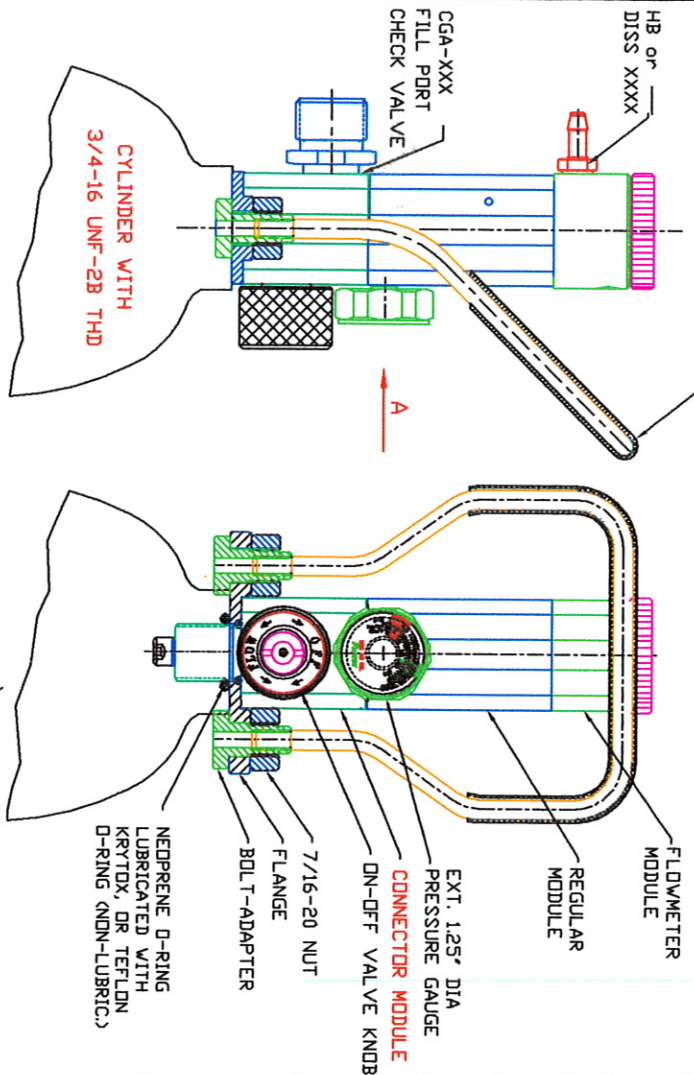 HB or
DISS XXXX
CGA-XXX
FILL PORT
CHECK VALVE
CYLINDER WITH
3/4-16 UNF-2B THD
A
FLOWMETER
MODULE
REGULAR
MODULE
EXT. 1.25" DIA
PRESSURE GAUGE
CONNECTOR MODULE
ON-OFF VALVE KNOB
7/16-20 NUT
FLANGE
BOLT-ADAPTER
NEOPRENE O-RING
LUBRICATED WITH
KRYTOX, OR TEFLON
O-RING (NON-LUBRIC.)
OFF